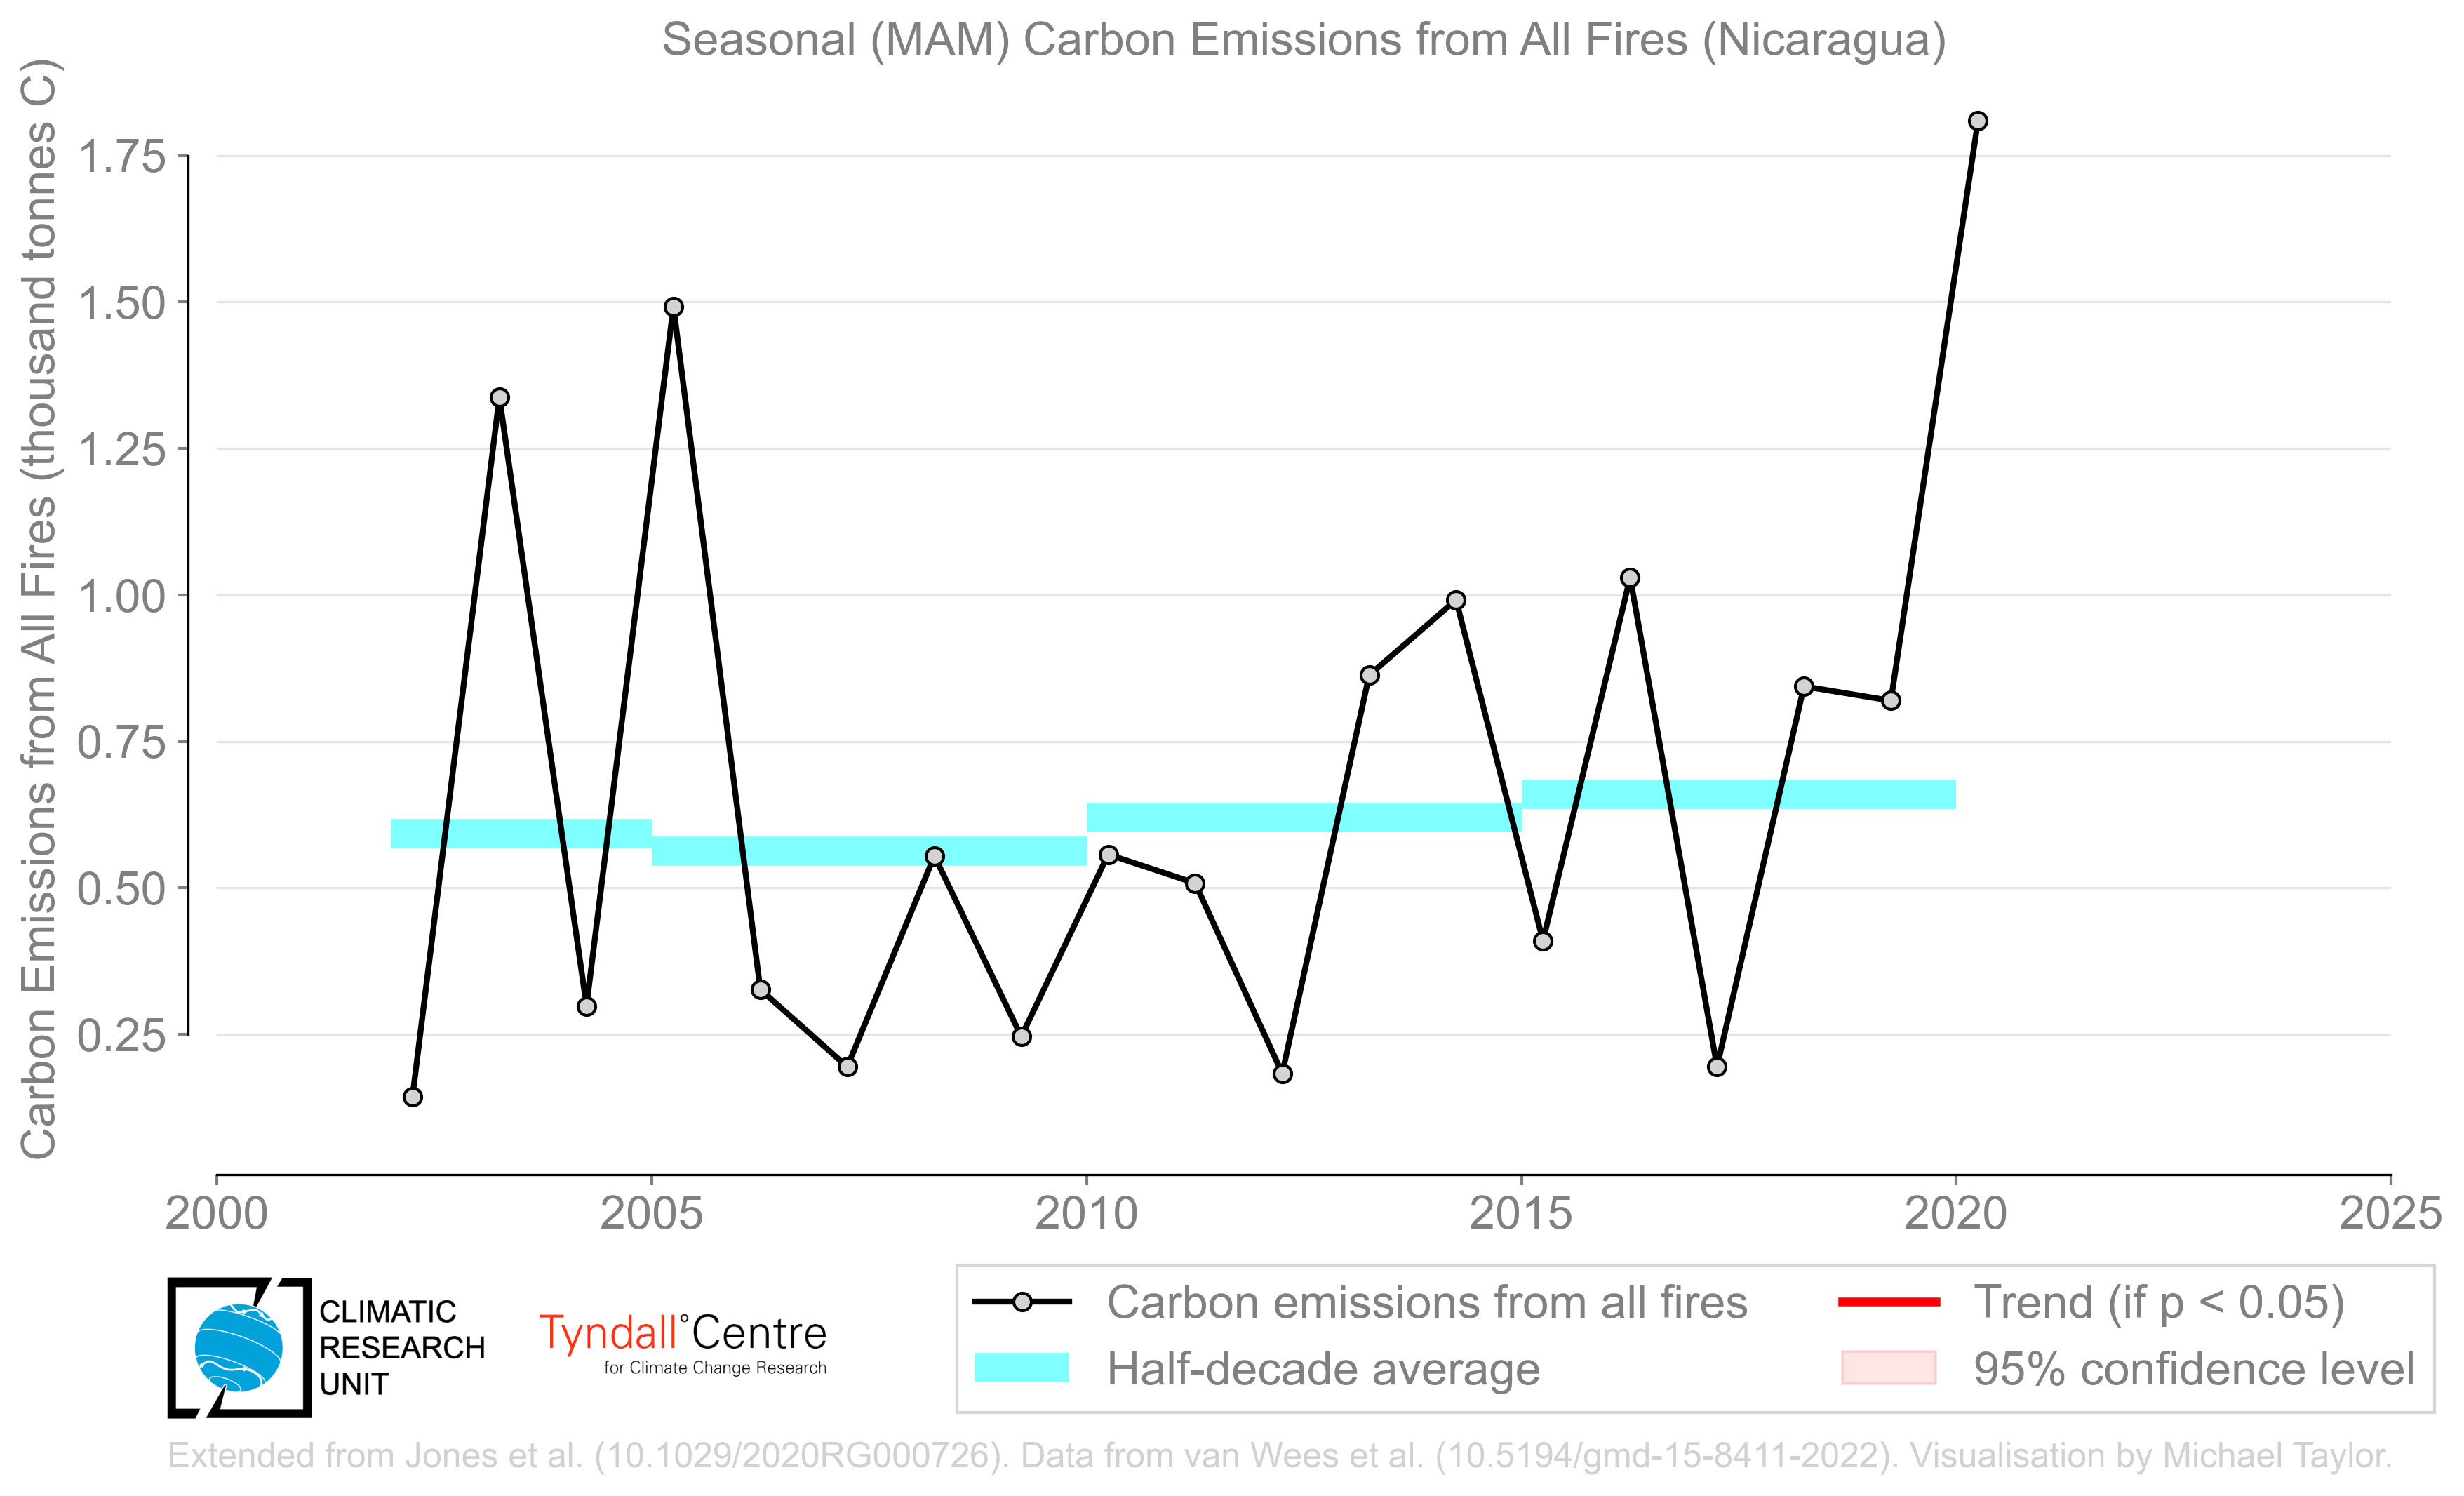 Seasonal (MAM) Carbon Emissions from All Fires (Nicaragua)
Carbon Emissions from All Fires (thousand tonnes C)
1.75
1.50
1.25
1.00
0.75
0.50
0.25
2000 2005 2010 2015 2020 2025
CLIMATIC
RESEARCH
UNIT
Tyndall°Centre
for Climate Change Research
Carbon emissions from all fires
Half-decade average
Trend (if p < 0.05)
95% confidence level
Extended from Jones et al. (10.1029/2020RG000726). Data from van Wees et al. (10.5194/gmd-15-8411-2022). Visualisation by Michael Taylor.